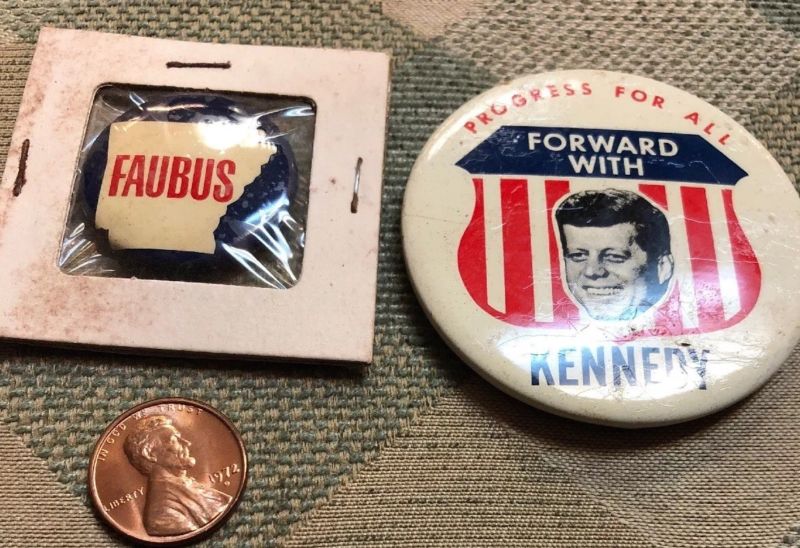 FAUBUS
PROGRESS FOR ALL
FORWARD
WITH
KENNEDY
IN GOD WE TRUST
LIBERTY
1972